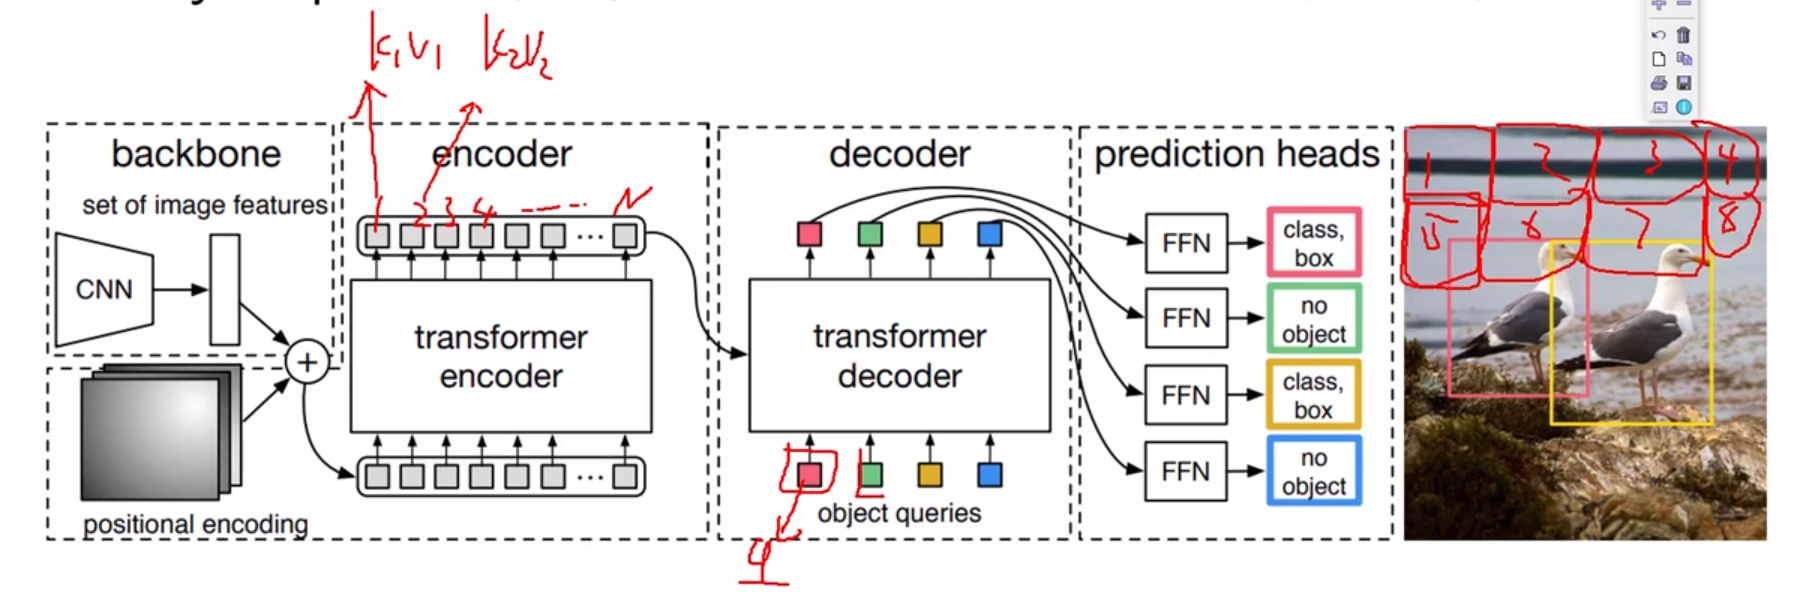 k₁v₁ k₂v₂
backbone
set of image features
CNN
+
positional encoding
encoder
1 2 3 4 ------ N
...
transformer
encoder
...
decoder
transformer
decoder
object queries
q
prediction heads
FFN
class,
box
FFN
no
object
FFN
class,
box
FFN
no
object
1 2 3 4
5 6 7 8